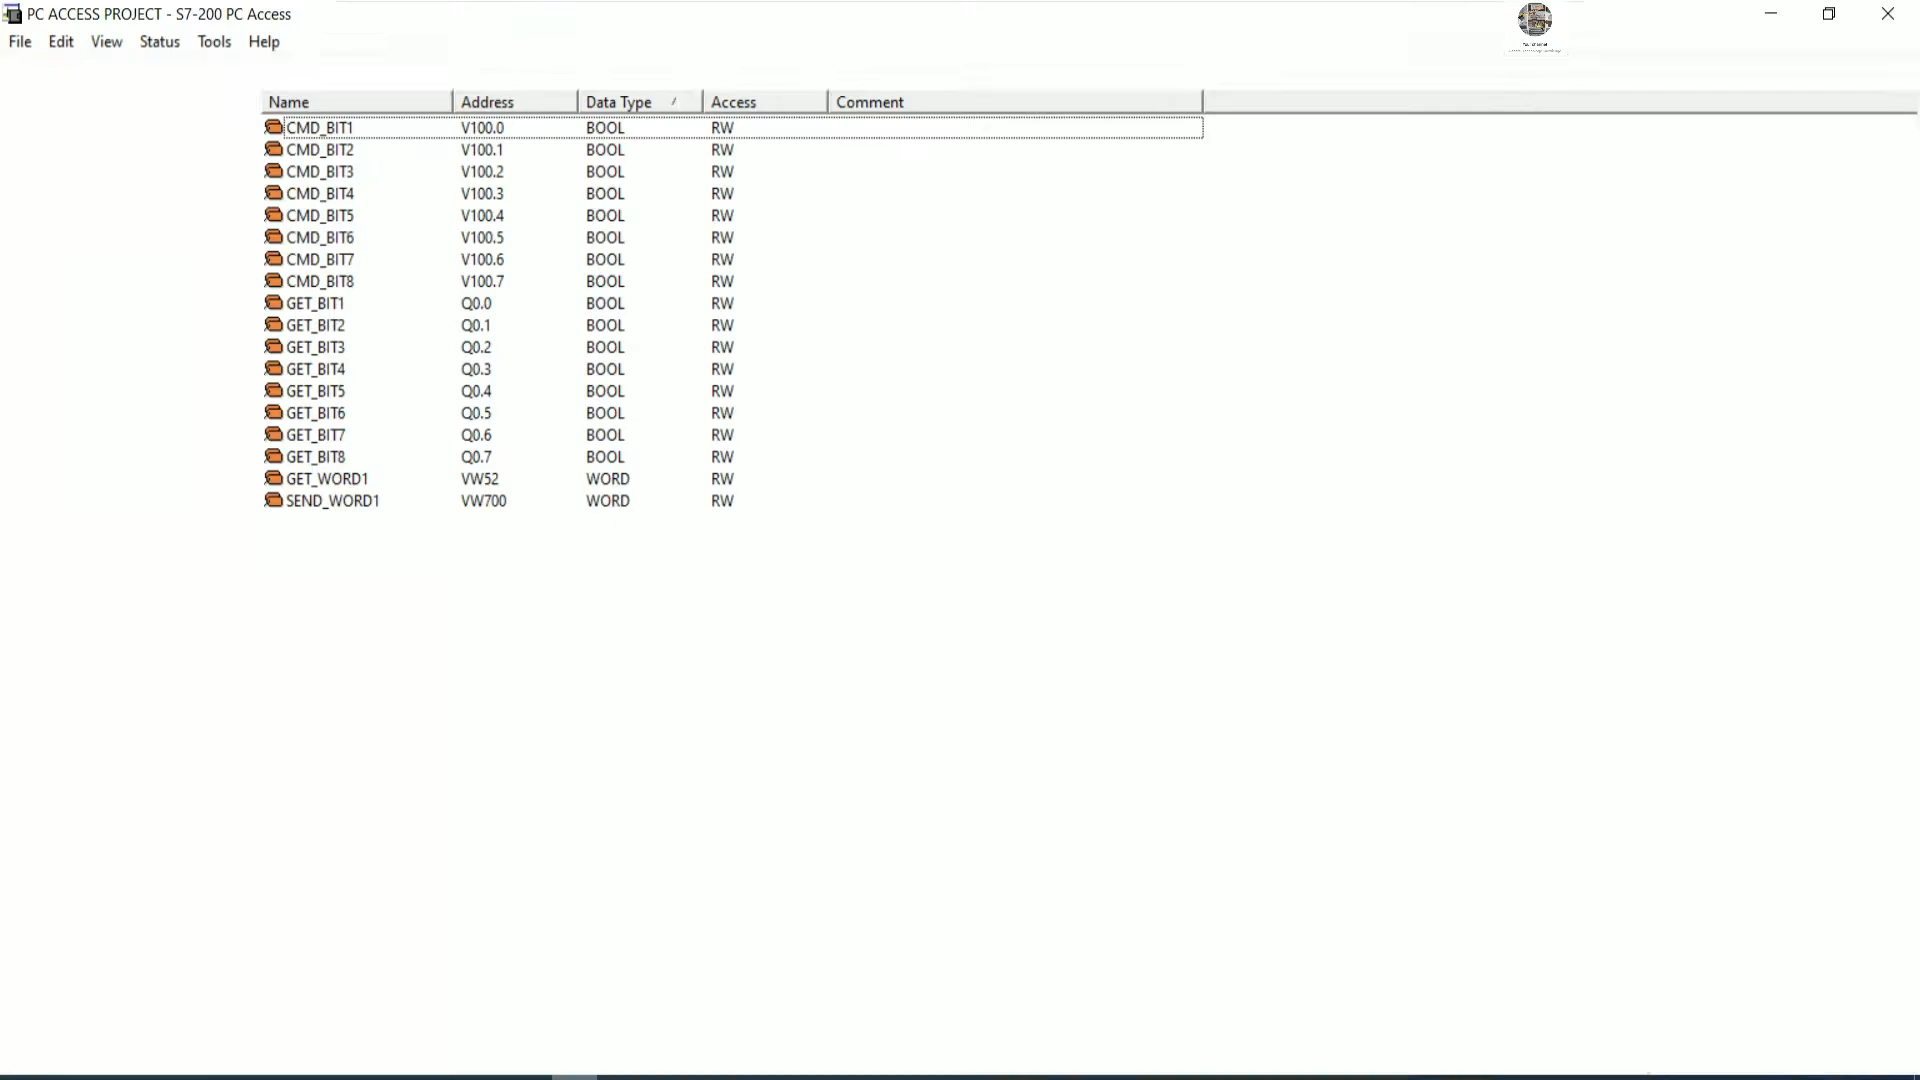 PC ACCESS PROJECT - S7-200 PC Access
File Edit View Status Tools Help
Your channel
Name Address Data Type Access Comment
CMD_BIT1 V100.0 BOOL RW
CMD_BIT2 V100.1 BOOL RW
CMD_BIT3 V100.2 BOOL RW
CMD_BIT4 V100.3 BOOL RW
CMD_BIT5 V100.4 BOOL RW
CMD_BIT6 V100.5 BOOL RW
CMD_BIT7 V100.6 BOOL RW
CMD_BIT8 V100.7 BOOL RW
GET_BIT1 Q0.0 BOOL RW
GET_BIT2 Q0.1 BOOL RW
GET_BIT3 Q0.2 BOOL RW
GET_BIT4 Q0.3 BOOL RW
GET_BIT5 Q0.4 BOOL RW
GET_BIT6 Q0.5 BOOL RW
GET_BIT7 Q0.6 BOOL RW
GET_BIT8 Q0.7 BOOL RW
GET_WORD1 VW52 WORD RW
SEND_WORD1 VW700 WORD RW